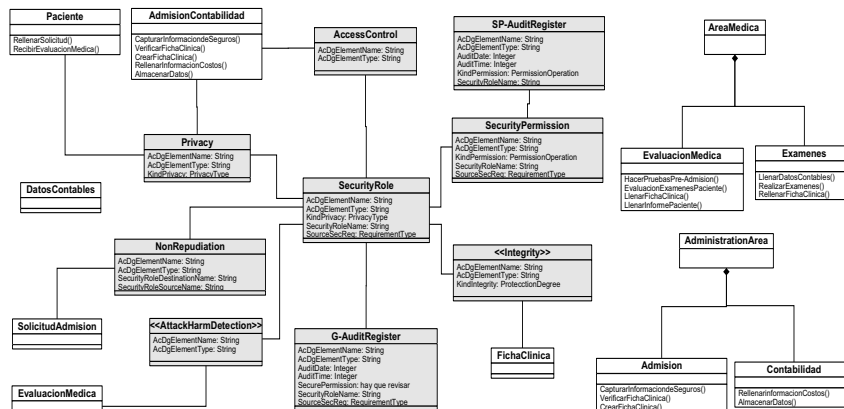 Paciente
RellenarSolicitud()
RecibirEvaluacionMedica()
AdmisionContabilidad
CapturarInformaciondeSeguros()
VerificarFichaClinica()
CrearFichaClinica()
RellenarInformacionCostos()
AlmacenarDatos()
AccessControl
AcDgElementName: String
AcDgElementType: String
SP-AuditRegister
AcDgElementName: String
AcDgElementType: String
AuditDate: Integer
AuditTime: Integer
KindPermission: PermissionOperation
SecurityRoleName: String
AreaMedica
Privacy
AcDgElementName: String
AcDgElementType: String
KindPrivacy: PrivacyType
SecurityPermission
AcDgElementName: String
AcDgElementType: String
KindPermission: PermissionOperation
SecurityRoleName: String
SourceSecReq: RequirementType
EvaluacionMedica
HacerPruebasPre-Admision()
EvaluacionExamenesPaciente()
LlenarFichaClinica()
LlenarInformePaciente()
Examenes
LlenarDatosContables()
RealizarExamenes()
RellenarFichaClinica()
DatosContables
SecurityRole
AcDgElementName: String
AcDgElementType: String
KindPrivacy: PrivacyType
SecurityRoleName: String
SourceSecReq: RequirementType
NonRepudiation
AcDgElementName: String
AcDgElementType: String
SecurityRoleDestinationName: String
SecurityRoleSourceName: String
<<Integrity>>
AcDgElementName: String
AcDgElementType: String
KindIntegrity: ProtecctionDegree
AdministrationArea
SolicitudAdmision
<<AttackHarmDetection>>
AcDgElementName: String
AcDgElementType: String
G-AuditRegister
AcDgElementName: String
AcDgElementType: String
AuditDate: Integer
AuditTime: Integer
SecurePermission: hay que revisar
SecurityRoleName: String
SourceSecReq: RequirementType
FichaClinica
Admision
CapturarInformaciondeSeguros()
VerificarFichaClinica()
CrearFichaClinica()
Contabilidad
RellenarInformacionCostos()
AlmacenarDatos()
EvaluacionMedica